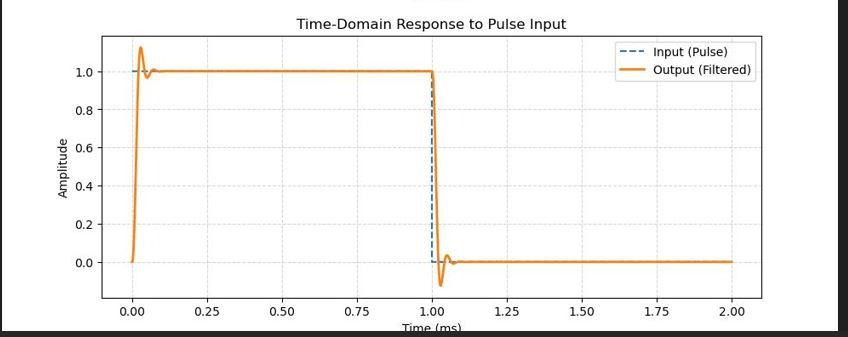 Time-Domain Response to Pulse Input
Input (Pulse)
Output (Filtered)
Amplitude
1.0
0.8
0.6
0.4
0.2
0.0
0.00 0.25 0.50 0.75 1.00 1.25 1.50 1.75 2.00
Time (ms)